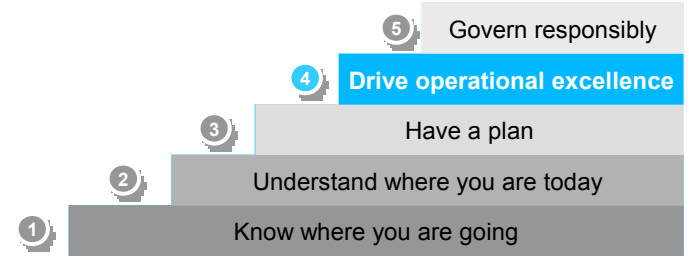 5 Govern responsibly
4 Drive operational excellence
3 Have a plan
2 Understand where you are today
1 Know where you are going